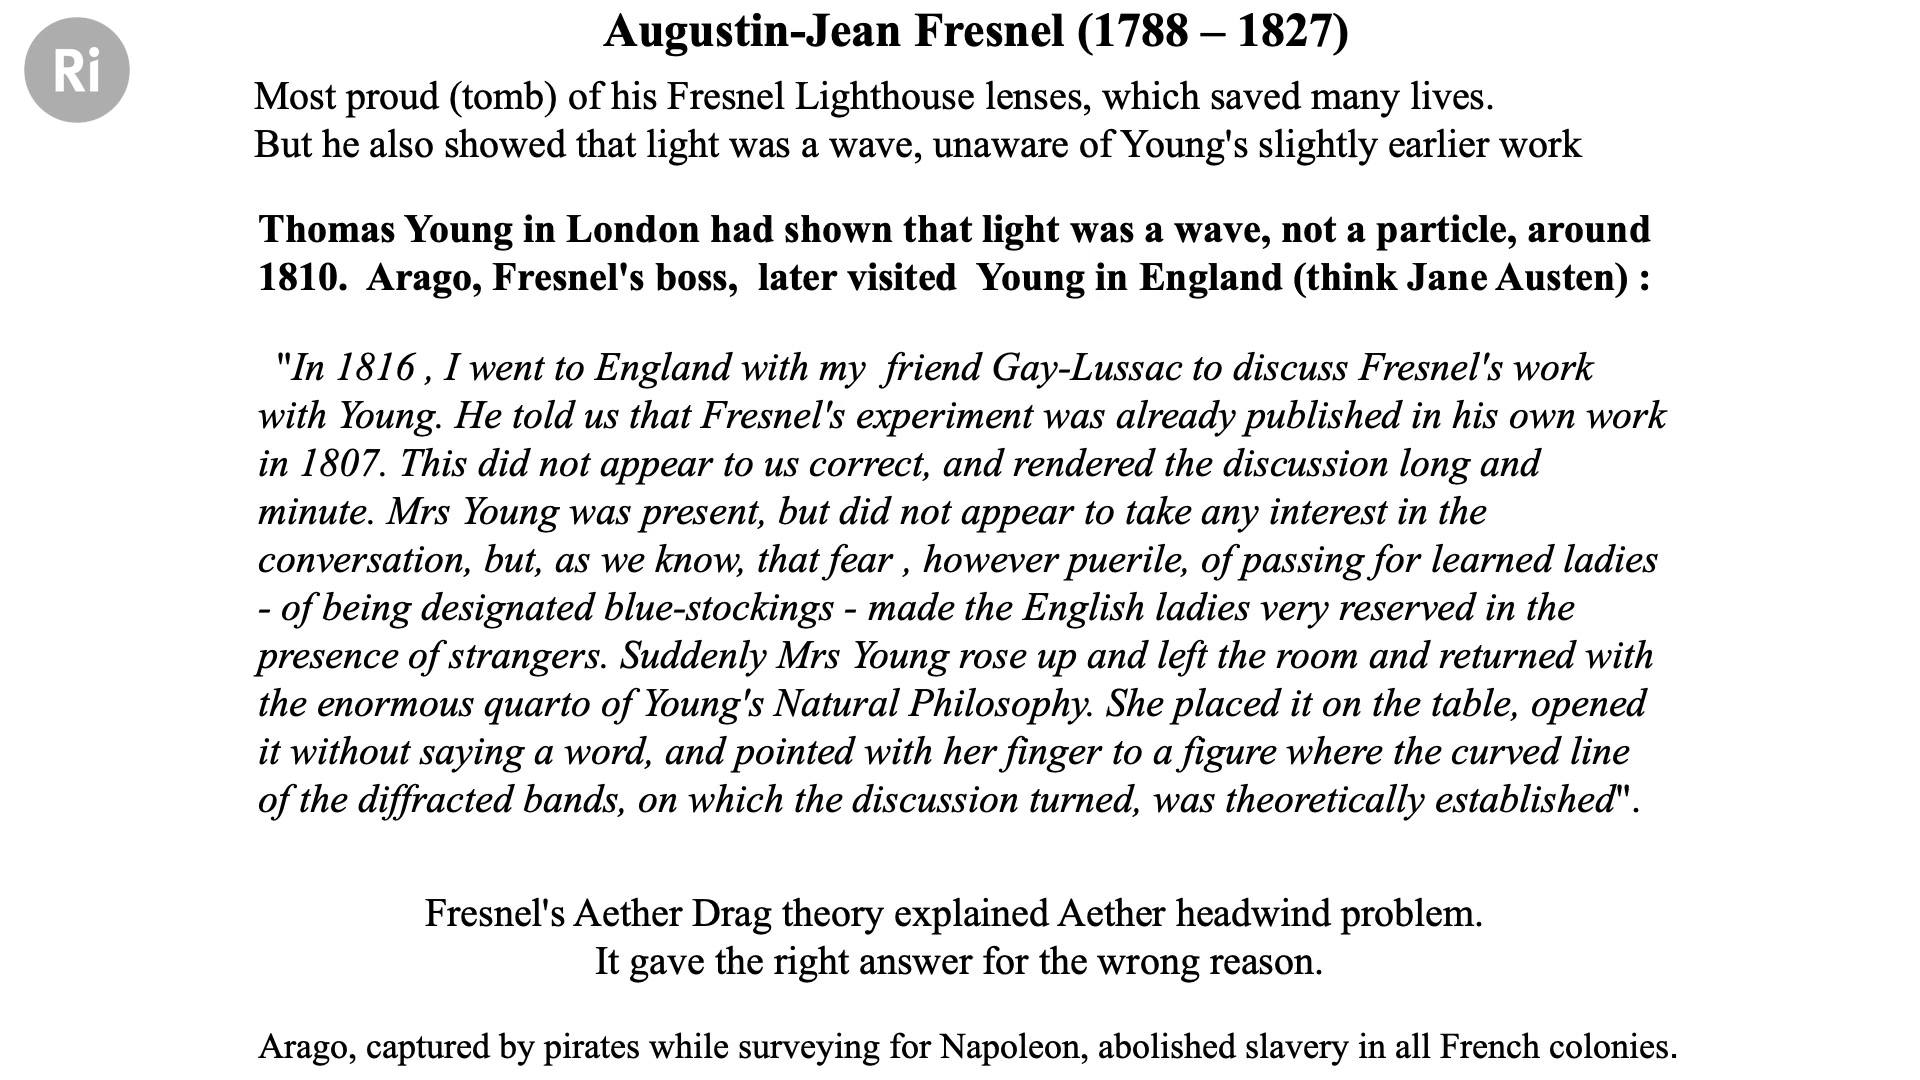 Ri
Augustin-Jean Fresnel (1788 – 1827)
Most proud (tomb) of his Fresnel Lighthouse lenses, which saved many lives.
But he also showed that light was a wave, unaware of Young's slightly earlier work
Thomas Young in London had shown that light was a wave, not a particle, around
1810.  Arago, Fresnel's boss,  later visited  Young in England (think Jane Austen) :
"In 1816 , I went to England with my  friend Gay-Lussac to discuss Fresnel's work
with Young. He told us that Fresnel's experiment was already published in his own work
in 1807. This did not appear to us correct, and rendered the discussion long and
minute. Mrs Young was present, but did not appear to take any interest in the
conversation, but, as we know, that fear , however puerile, of passing for learned ladies
- of being designated blue-stockings - made the English ladies very reserved in the
presence of strangers. Suddenly Mrs Young rose up and left the room and returned with
the enormous quarto of Young's Natural Philosophy. She placed it on the table, opened
it without saying a word, and pointed with her finger to a figure where the curved line
of the diffracted bands, on which the discussion turned, was theoretically established".
Fresnel's Aether Drag theory explained Aether headwind problem.
It gave the right answer for the wrong reason.
Arago, captured by pirates while surveying for Napoleon, abolished slavery in all French colonies.